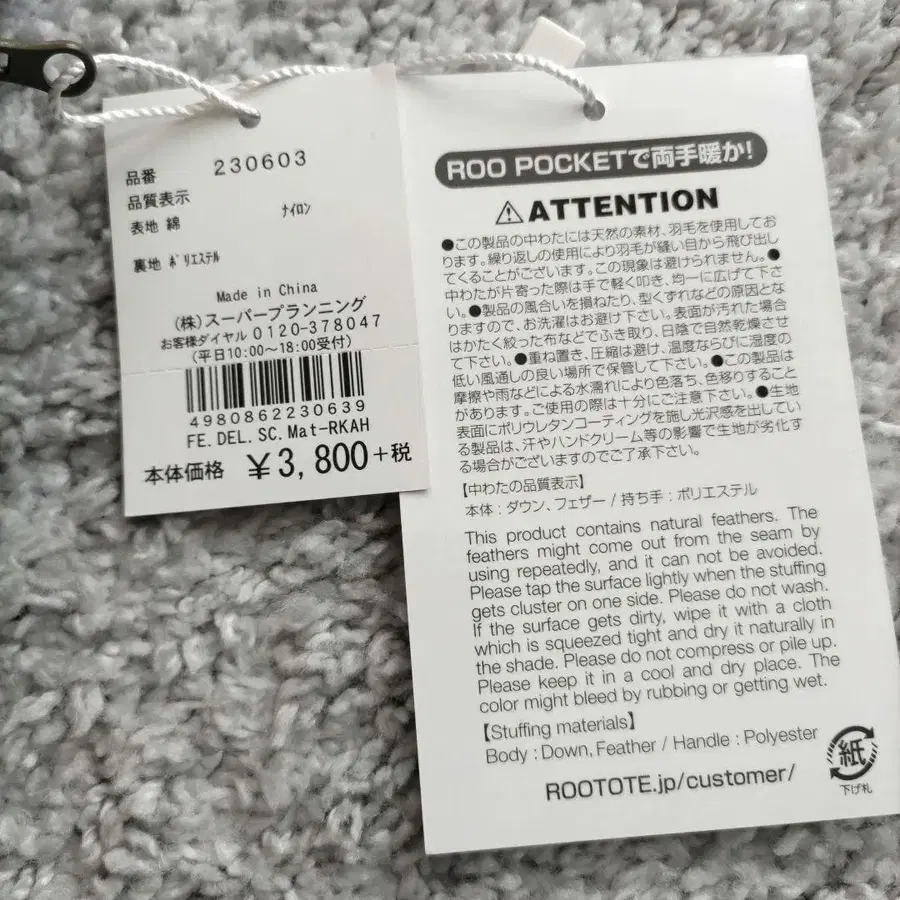 品番 230603
品質表示
表地 綿 ナイロン
裏地 ポリエステル
Made in China
(株)スーパープランニング
お客様ダイヤル 0120-378047
(平日10:00〜18:00受付)
4980862230639
FE.DEL.SC.Mat-RKAH
本体価格 ¥3,800+税
ROO POCKETで両手暖か!
⚠ATTENTION
●この製品の中わたには天然の素材、羽毛を使用してお
ります。繰り返しの使用により羽毛が縫い目から飛び出し
てくることがございます。この現象は避けられません。●
中わたが片寄った際は手で軽く叩き、均一に広げて下さ
い。●製品の風合いを損ねたり、型くずれなどの原因とな
りますので、お洗濯はお避け下さい。表面が汚れた場合
はかたく絞った布などでふき取り、日陰で自然乾燥させ
て下さい。●重ね置き、圧縮は避け、温度ならびに湿度の
低い風通しの良い場所で保管して下さい。●この製品は
摩擦や雨などによる水濡れにより色落ち、色移りすること
があります。ご使用の際は十分にご注意下さい。●生地
表面にポリウレタンコーティングを施し光沢感を出してい
る製品は、汗やハンドクリーム等の影響で生地が劣化す
る場合がございますのでご了承下さい。
【中わたの品質表示】
本体：ダウン、フェザー / 持ち手：ポリエステル
This product contains natural feathers. The
feathers might come out from the seam by
using repeatedly, and it can not be avoided.
Please tap the surface lightly when the stuffing
gets cluster on one side. Please do not wash.
If the surface gets dirty, wipe it with a cloth
which is squeezed tight and dry it naturally in
the shade. Please do not compress or pile up.
Please keep it in a cool and dry place. The
color might bleed by rubbing or getting wet.
【Stuffing materials】
Body : Down, Feather / Handle : Polyester
ROOTOTE.jp/customer/
紙
下げ札